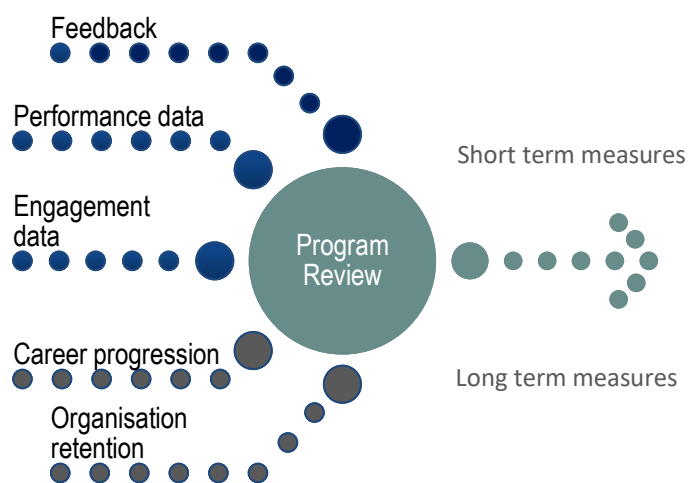 Feedback
Performance data
Short term measures
Engagement
data
Program
Review
Career progression
Long term measures
Organisation
retention